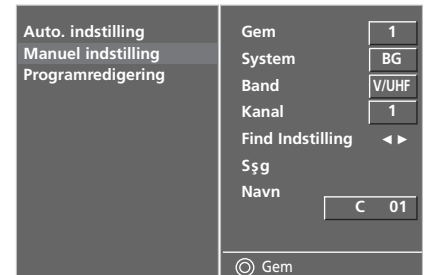 Auto. indstilling
Manuel indstilling
Programredigering
Gem 1
System BG
Band V/UHF
Kanal 1
Find Indstilling ◄ ►
Sşg
Navn
C 01
Gem